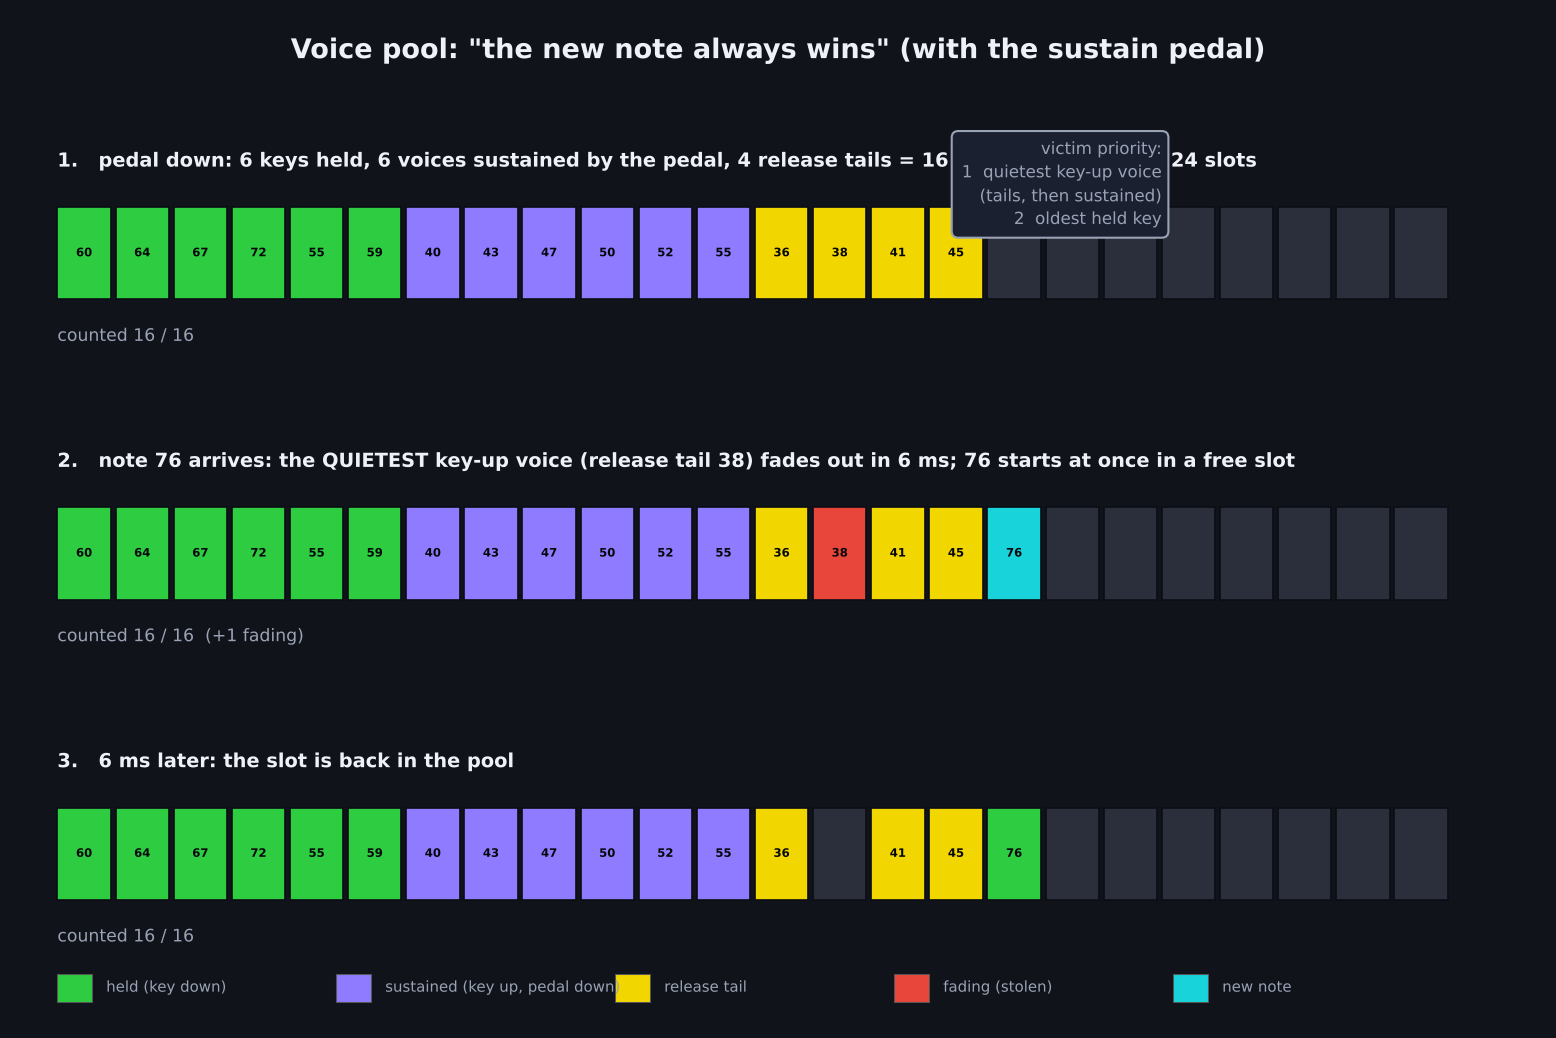 Voice pool: "the new note always wins" (with the sustain pedal)
1. pedal down: 6 keys held, 6 voices sustained by the pedal, 4 release tails = 16 24 slots
victim priority:
1 quietest key-up voice
(tails, then sustained)
2 oldest held key
60 64 67 72 55 59 40 43 47 50 52 55 36 38 41 45
counted 16 / 16
2. note 76 arrives: the QUIETEST key-up voice (release tail 38) fades out in 6 ms; 76 starts at once in a free slot
60 64 67 72 55 59 40 43 47 50 52 55 36 38 41 45 76
counted 16 / 16 (+1 fading)
3. 6 ms later: the slot is back in the pool
60 64 67 72 55 59 40 43 47 50 52 55 36 41 45 76
counted 16 / 16
held (key down) sustained (key up, pedal down) release tail fading (stolen) new note